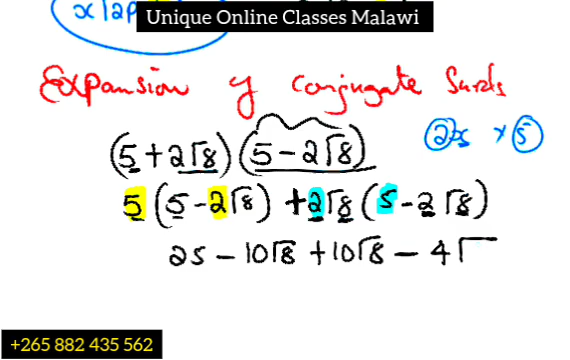 Unique Online Classes Malawi
Expansion of Conjugate Surds
(5 + 2√8)(5 − 2√8)
2x × 5
5(5 − 2√8) + 2√8(5 − 2√8)
25 − 10√8 + 10√8 − 4√
+265 882 435 562